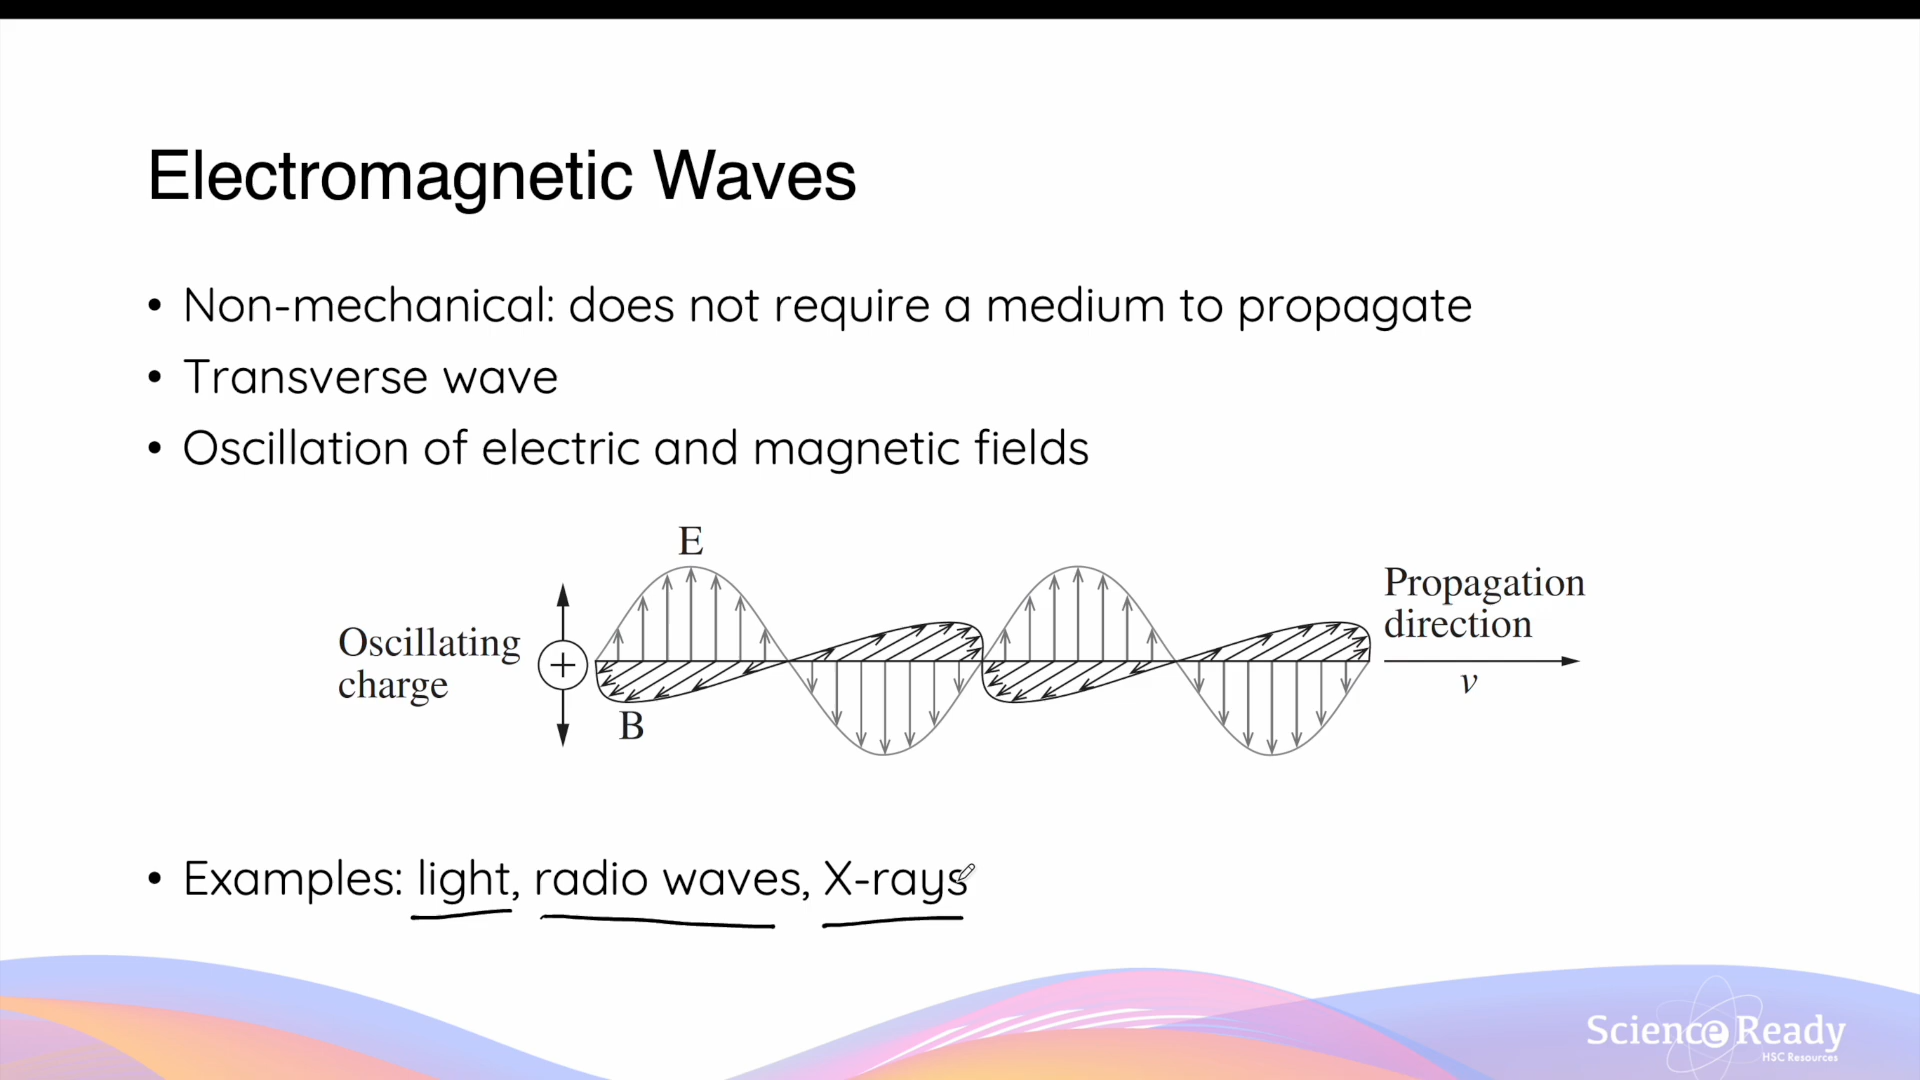 Electromagnetic Waves
• Non-mechanical: does not require a medium to propagate
• Transverse wave
• Oscillation of electric and magnetic fields
E
Oscillating
charge
+
B
Propagation
direction
v
• Examples: light, radio waves, X-rays
Science Ready
HSC Resources